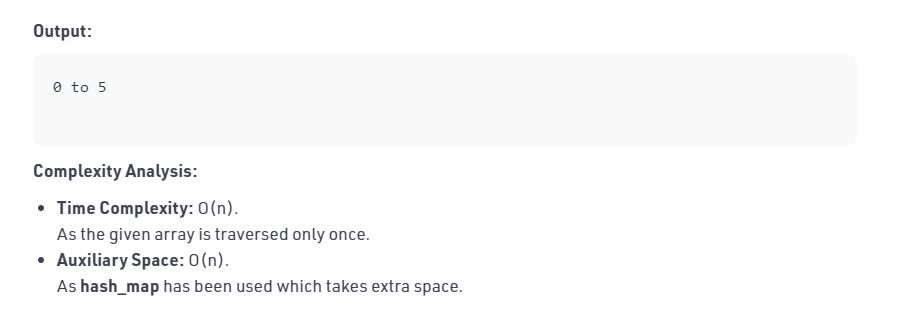 Output:
0 to 5
Complexity Analysis:
• Time Complexity: O(n).
As the given array is traversed only once.
• Auxiliary Space: O(n).
As hash_map has been used which takes extra space.